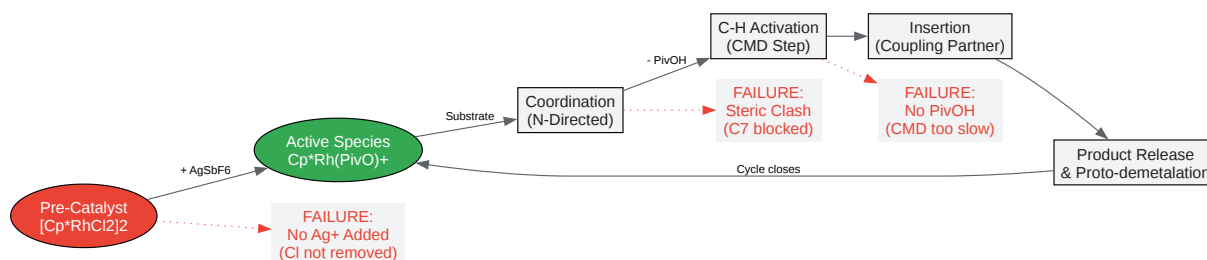 C-H Activation
(CMD Step)
Insertion
(Coupling Partner)
- PivOH
FAILURE:
Steric Clash
(C7 blocked)
FAILURE:
No PivOH
(CMD too slow)
Coordination
(N-Directed)
Substrate
Active Species
Cp*Rh(PivO)+
Product Release
& Proto-demetalation
Cycle closes
+ AgSbF6
Pre-Catalyst
[Cp*RhCl2]2
FAILURE:
No Ag+ Added
(Cl not removed)